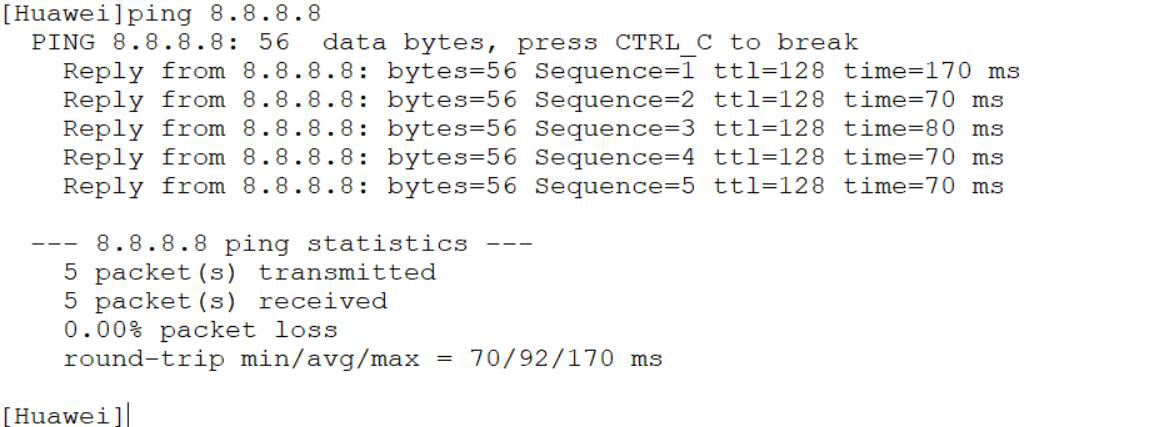 [Huawei]ping 8.8.8.8
PING 8.8.8.8: 56  data bytes, press CTRL_C to break
Reply from 8.8.8.8: bytes=56 Sequence=1 ttl=128 time=170 ms
Reply from 8.8.8.8: bytes=56 Sequence=2 ttl=128 time=70 ms
Reply from 8.8.8.8: bytes=56 Sequence=3 ttl=128 time=80 ms
Reply from 8.8.8.8: bytes=56 Sequence=4 ttl=128 time=70 ms
Reply from 8.8.8.8: bytes=56 Sequence=5 ttl=128 time=70 ms
--- 8.8.8.8 ping statistics ---
5 packet(s) transmitted
5 packet(s) received
0.00% packet loss
round-trip min/avg/max = 70/92/170 ms
[Huawei]